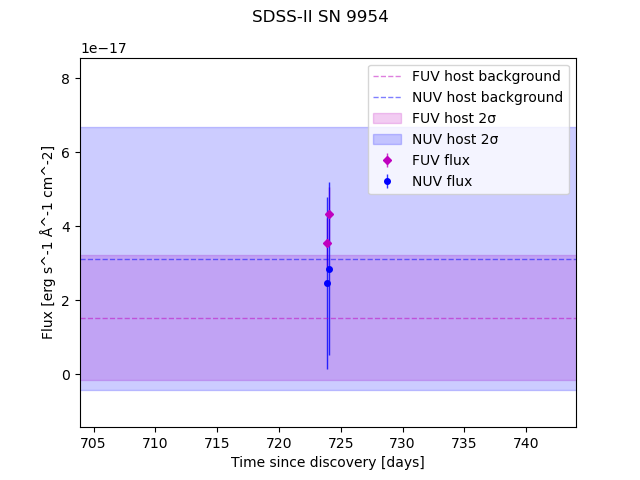 SDSS-II SN 9954
1e−17
FUV host background
NUV host background
FUV host 2σ
NUV host 2σ
FUV flux
NUV flux
8
6
4
2
0
Flux [erg s^-1 Å^-1 cm^-2]
705 710 715 720 725 730 735 740
Time since discovery [days]